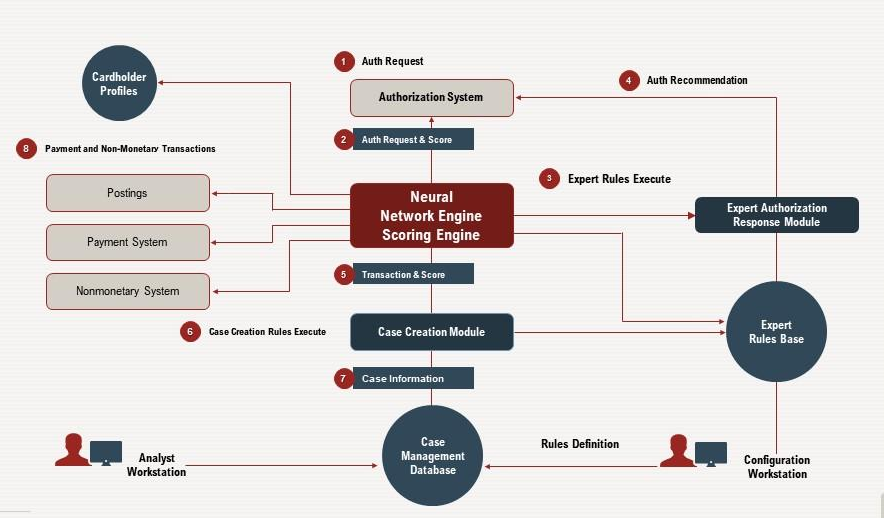 1 Auth Request
Cardholder
Profiles
4 Auth Recommendation
Authorization System
2 Auth Request & Score
8 Payment and Non-Monetary Transactions
3 Expert Rules Execute
Postings
Neural
Network Engine
Scoring Engine
Expert Authorization
Response Module
Payment System
5 Transaction & Score
Nonmonetary System
6 Case Creation Rules Execute
Case Creation Module
Expert
Rules Base
7 Case Information
Case
Management
Database
Rules Definition
Analyst
Workstation
Configuration
Workstation